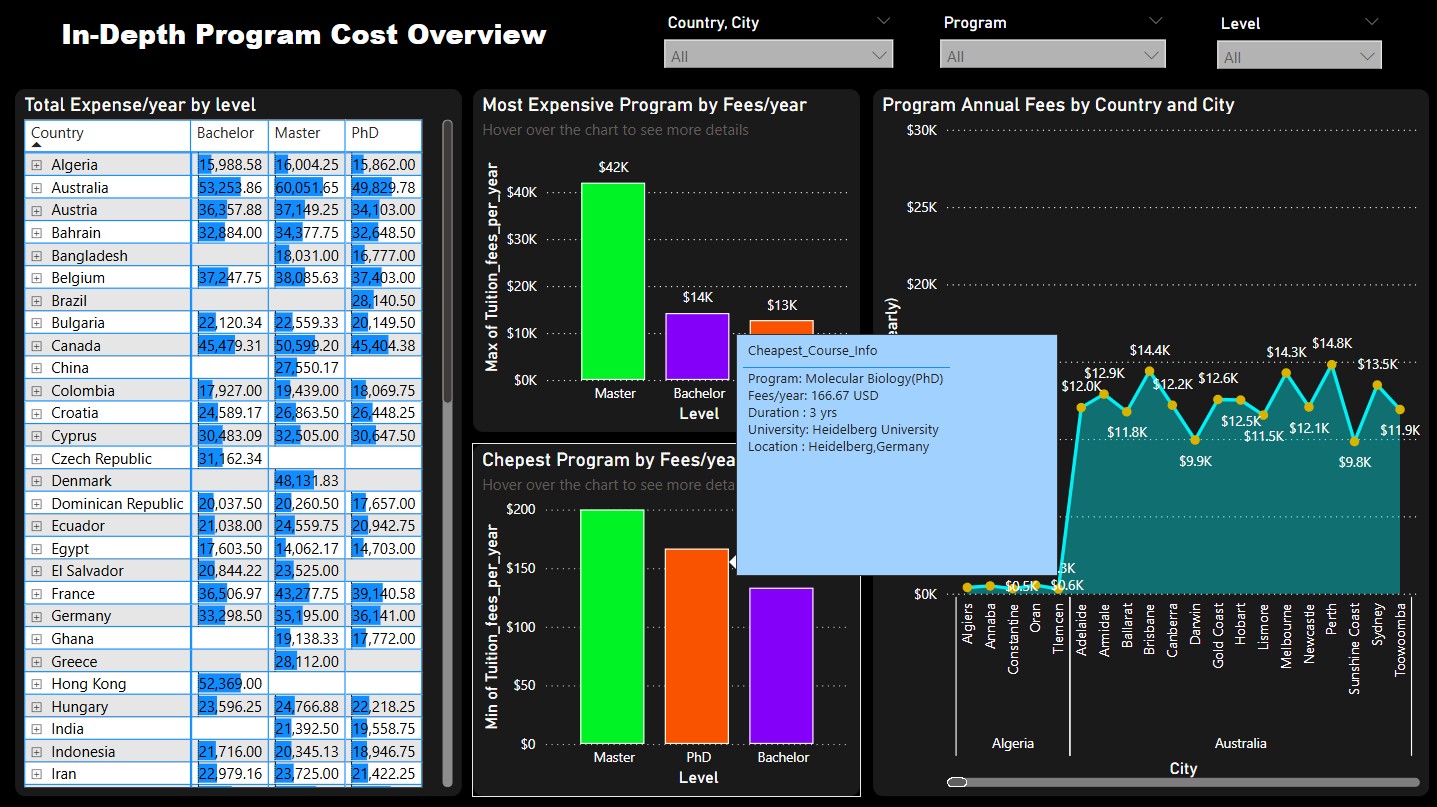 In-Depth Program Cost Overview
Country, City
All
Program
All
Level
All
Total Expense/year by level
Country Bachelor Master PhD
Algeria 15,988.58 16,004.25 15,862.00
Australia 53,253.86 60,051.65 49,829.78
Austria 36,357.88 37,149.25 34,103.00
Bahrain 32,884.00 34,377.75 32,648.50
Bangladesh 18,031.00 16,777.00
Belgium 37,247.75 38,085.63 37,403.00
Brazil 28,140.50
Bulgaria 22,120.34 22,559.33 20,149.50
Canada 45,479.31 50,599.20 45,404.38
China 27,550.17
Colombia 17,927.00 19,439.00 18,069.75
Croatia 24,589.17 26,863.50 26,448.25
Cyprus 30,483.09 32,505.00 30,647.50
Czech Republic 31,162.34
Denmark 48,131.83
Dominican Republic 20,037.50 20,260.50 17,657.00
Ecuador 21,038.00 24,559.75 20,942.75
Egypt 17,603.50 14,062.17 14,703.00
El Salvador 20,844.22 23,525.00
France 36,506.97 43,277.75 39,140.58
Germany 33,298.50 35,195.00 36,141.00
Ghana 19,138.33 17,772.00
Greece 28,112.00
Hong Kong 52,369.00
Hungary 23,596.25 24,766.88 22,218.25
India 21,392.50 19,558.75
Indonesia 21,716.00 20,345.13 18,946.75
Iran 22,979.16 23,725.00 21,422.25
Most Expensive Program by Fees/year
Hover over the chart to see more details
Max of Tuition_fees_per_year
$40K
$30K
$20K
$10K
$0K
$42K
$14K
$13K
Master
Bachelor
Level
Cheapest_Course_Info
Program: Molecular Biology(PhD)
Fees/year: 166.67 USD
Duration : 3 yrs
University: Heidelberg University
Location : Heidelberg,Germany
Chepest Program by Fees/yea
Hover over the chart to see more deta
Min of Tuition_fees_per_year
$200
$150
$100
$50
$0
Master
PhD
Bachelor
Level
Program Annual Fees by Country and City
early)
$30K
$25K
$20K
$0K
$0.5K
.3K
$0.6K
$12.0K
$12.9K
$11.8K
$14.4K
$12.2K
$9.9K
$12.6K
$12.5K
$11.5K
$14.3K
$12.1K
$14.8K
$9.8K
$13.5K
$11.9K
Algiers
Annaba
Constantine
Oran
Tlemcen
Adelaide
Armidale
Ballarat
Brisbane
Canberra
Darwin
Gold Coast
Hobart
Lismore
Melbourne
Newcastle
Perth
Sunshine Coast
Sydney
Toowoomba
Algeria
Australia
City